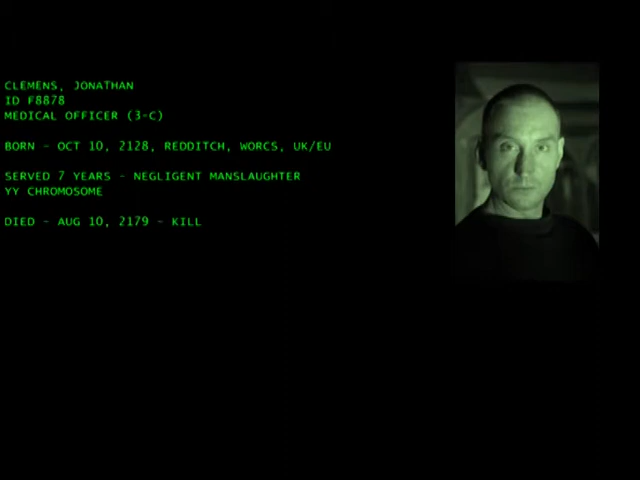 CLEMENS, JONATHAN
ID F8878
MEDICAL OFFICER (3-C)
BORN - OCT 10, 2128, REDDITCH, WORCS, UK/EU
SERVED 7 YEARS - NEGLIGENT MANSLAUGHTER
YY CHROMOSOME
DIED - AUG 10, 2179 - KILL